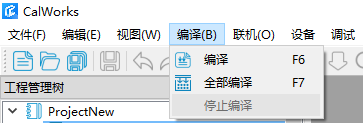 CalWorks
文件(F) 编辑(E) 视图(W) 编译(B) 联机(O) 设备 调试
编译 F6
全部编译 F7
停止编译
工程管理树
ProjectNew